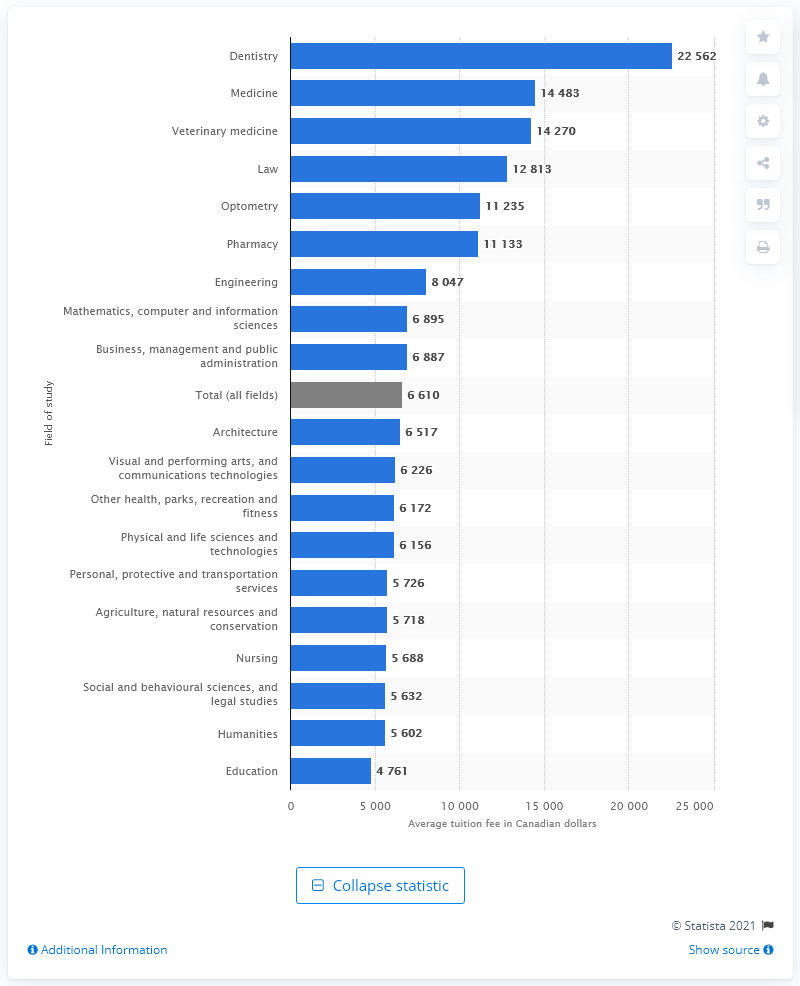 Dentistry 22 562
Medicine 14 483
Veterinary medicine 14 270
Law 12 813
Optometry 11 235
Pharmacy 11 133
Engineering 8 047
Mathematics, computer and information
sciences 6 895
Business, management and public
administration 6 887
Field of study
Total (all fields) 6 610
Architecture 6 517
Visual and performing arts, and
communications technologies 6 226
Other health, parks, recreation and
fitness 6 172
Physical and life sciences and
technologies 6 156
Personal, protective and transportation
services 5 726
Agriculture, natural resources and
conservation 5 718
Nursing 5 688
Social and behavioural sciences, and
legal studies 5 632
Humanities 5 602
Education 4 761
0 5 000 10 000 15 000 20 000 25 000
Average tuition fee in Canadian dollars
Collapse statistic
© Statista 2021
Additional Information Show source